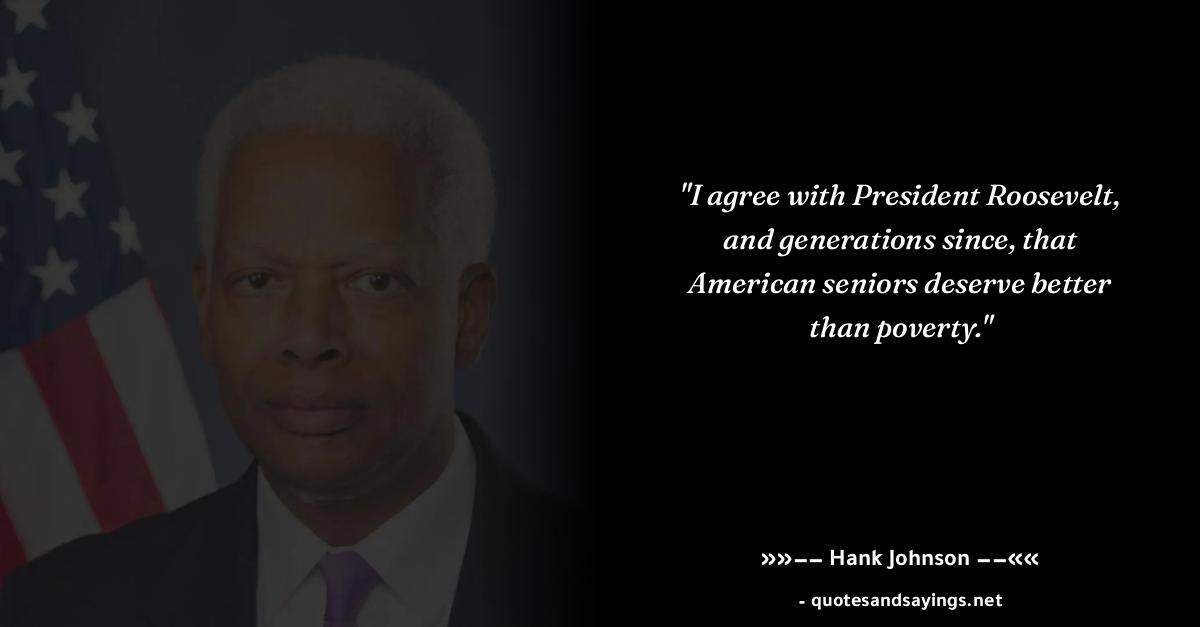 "I agree with President Roosevelt,
and generations since, that
American seniors deserve better
than poverty."
»»–– Hank Johnson ––««
- quotesandsayings.net